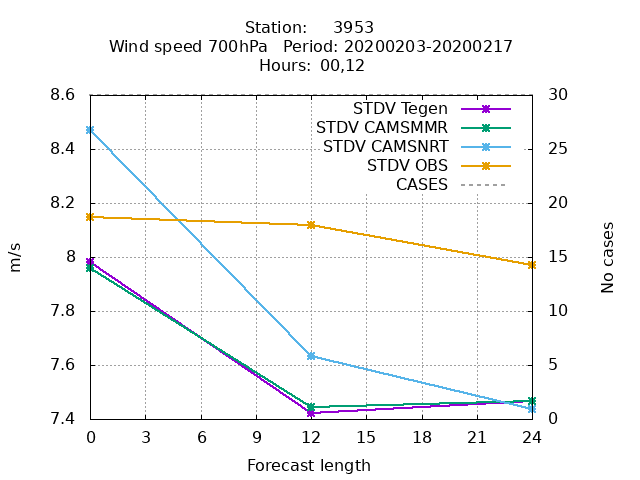 Station:     3953
Wind speed 700hPa   Period: 20200203-20200217
Hours:  00,12
8.6
8.4
8.2
8
7.8
7.6
7.4
m/s
STDV Tegen
STDV CAMSMMR
STDV CAMSNRT
STDV OBS
CASES
30
25
20
15
10
5
0
No cases
0 3 6 9 12 15 18 21 24
Forecast length